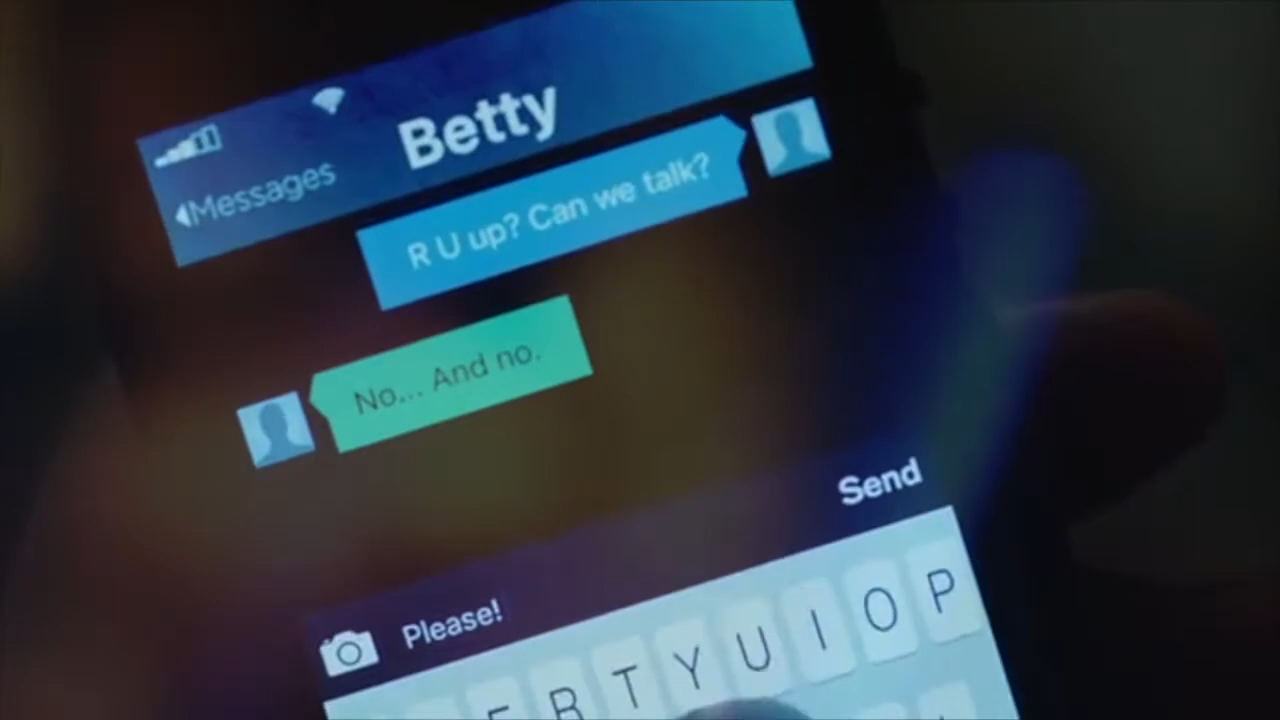 Betty
Messages
R U up? Can we talk?
No... And no.
Send
Please!
E R T Y U I O P